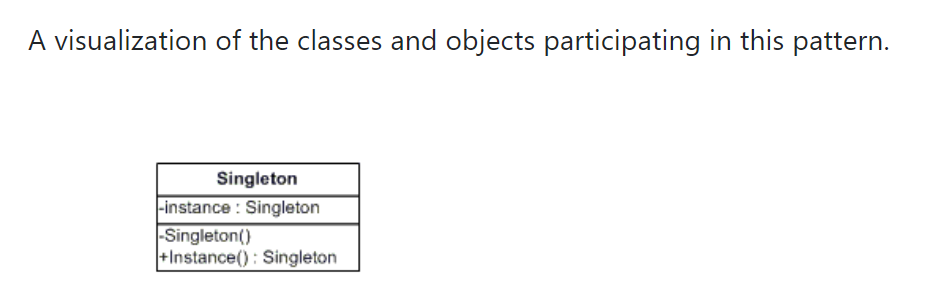 A visualization of the classes and objects participating in this pattern.
Singleton
-instance : Singleton
-Singleton()
+Instance() : Singleton